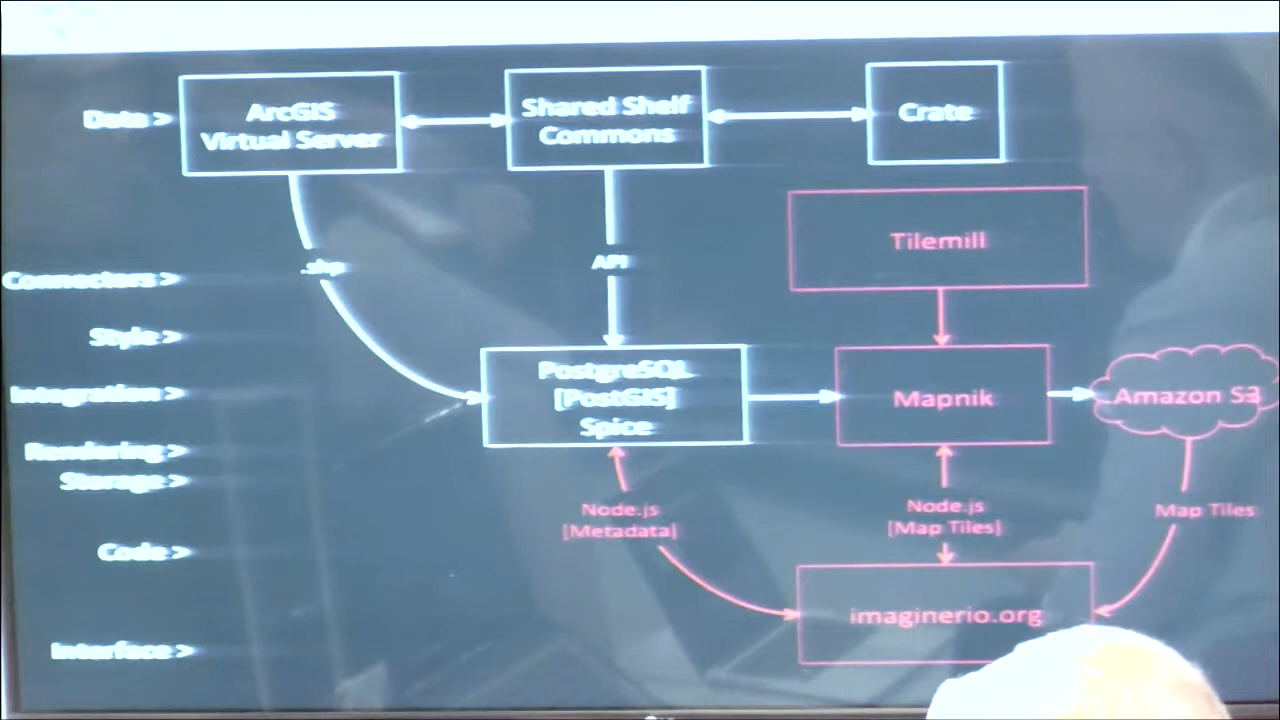 Data >
ArcGIS
Virtual Server
Shared Shelf
Commons
Crate
Tilemill
Connectors >
.shp
API
Style >
Integration >
PostgreSQL
[PostGIS]
Spice
Mapnik
Amazon S3
Rendering >
Storage >
Node.js
[Metadata]
Node.js
[Map Tiles]
Map Tiles
Code >
imaginerio.org
Interface >